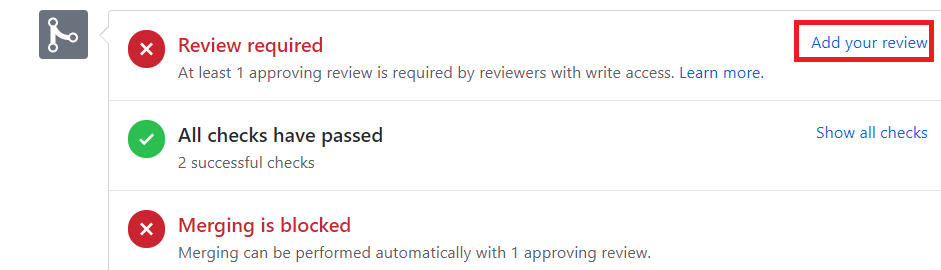 Review required
Add your review
At least 1 approving review is required by reviewers with write access. Learn more.
All checks have passed
Show all checks
2 successful checks
Merging is blocked
Merging can be performed automatically with 1 approving review.